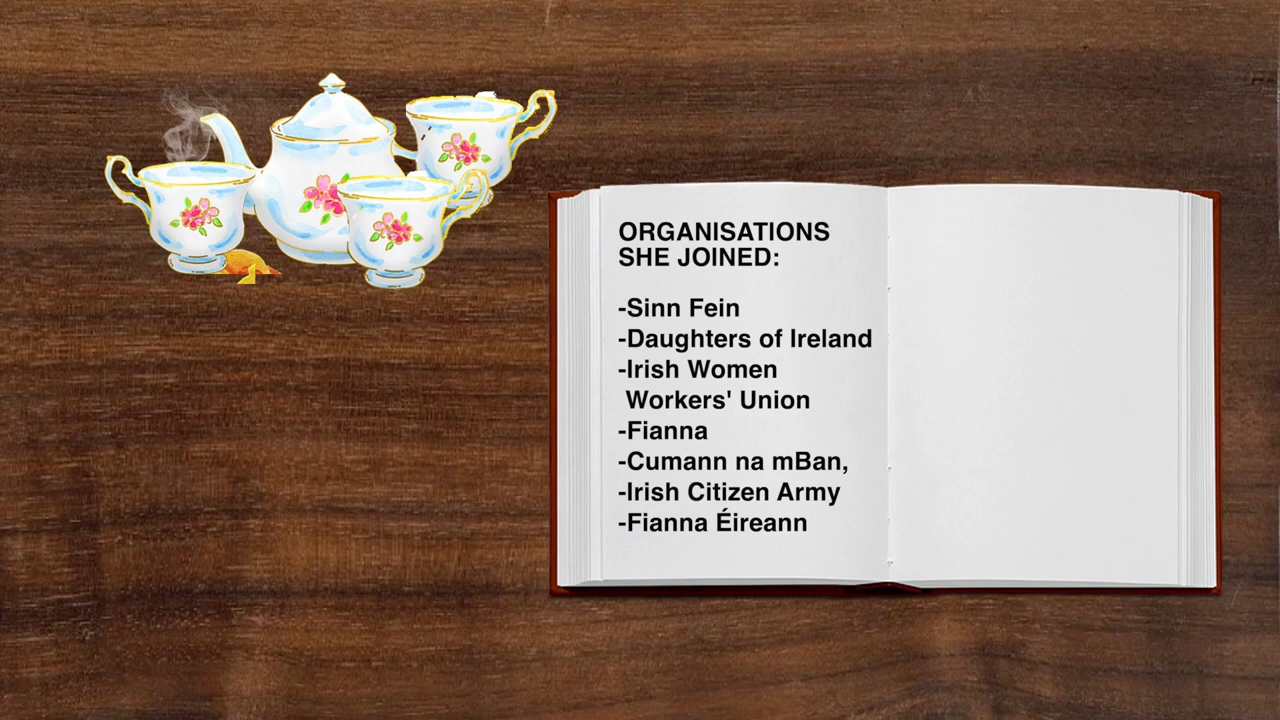 ORGANISATIONS
SHE JOINED:
-Sinn Fein
-Daughters of Ireland
-Irish Women
Workers' Union
-Fianna
-Cumann na mBan,
-Irish Citizen Army
-Fianna Éireann